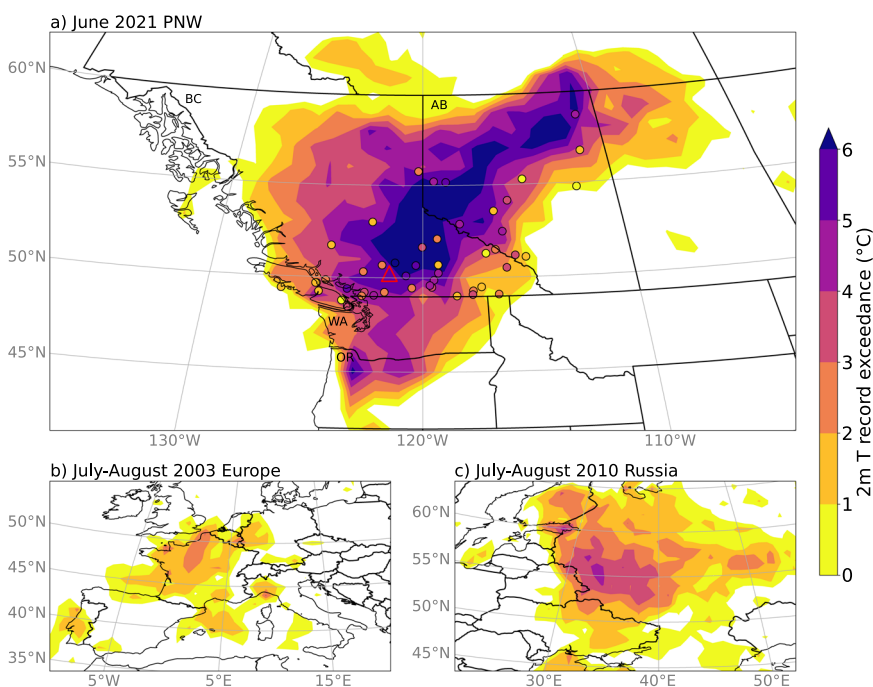 a) June 2021 PNW
60°N
55°N
50°N
45°N
BC
AB
WA
OR
130°W
120°W
110°W
6
5
4
3
2
1
0
2m T record exceedance (°C)
b) July-August 2003 Europe
50°N
45°N
40°N
35°N
5°W
5°E
15°E
c) July-August 2010 Russia
60°N
55°N
50°N
45°N
30°E
40°E
50°E